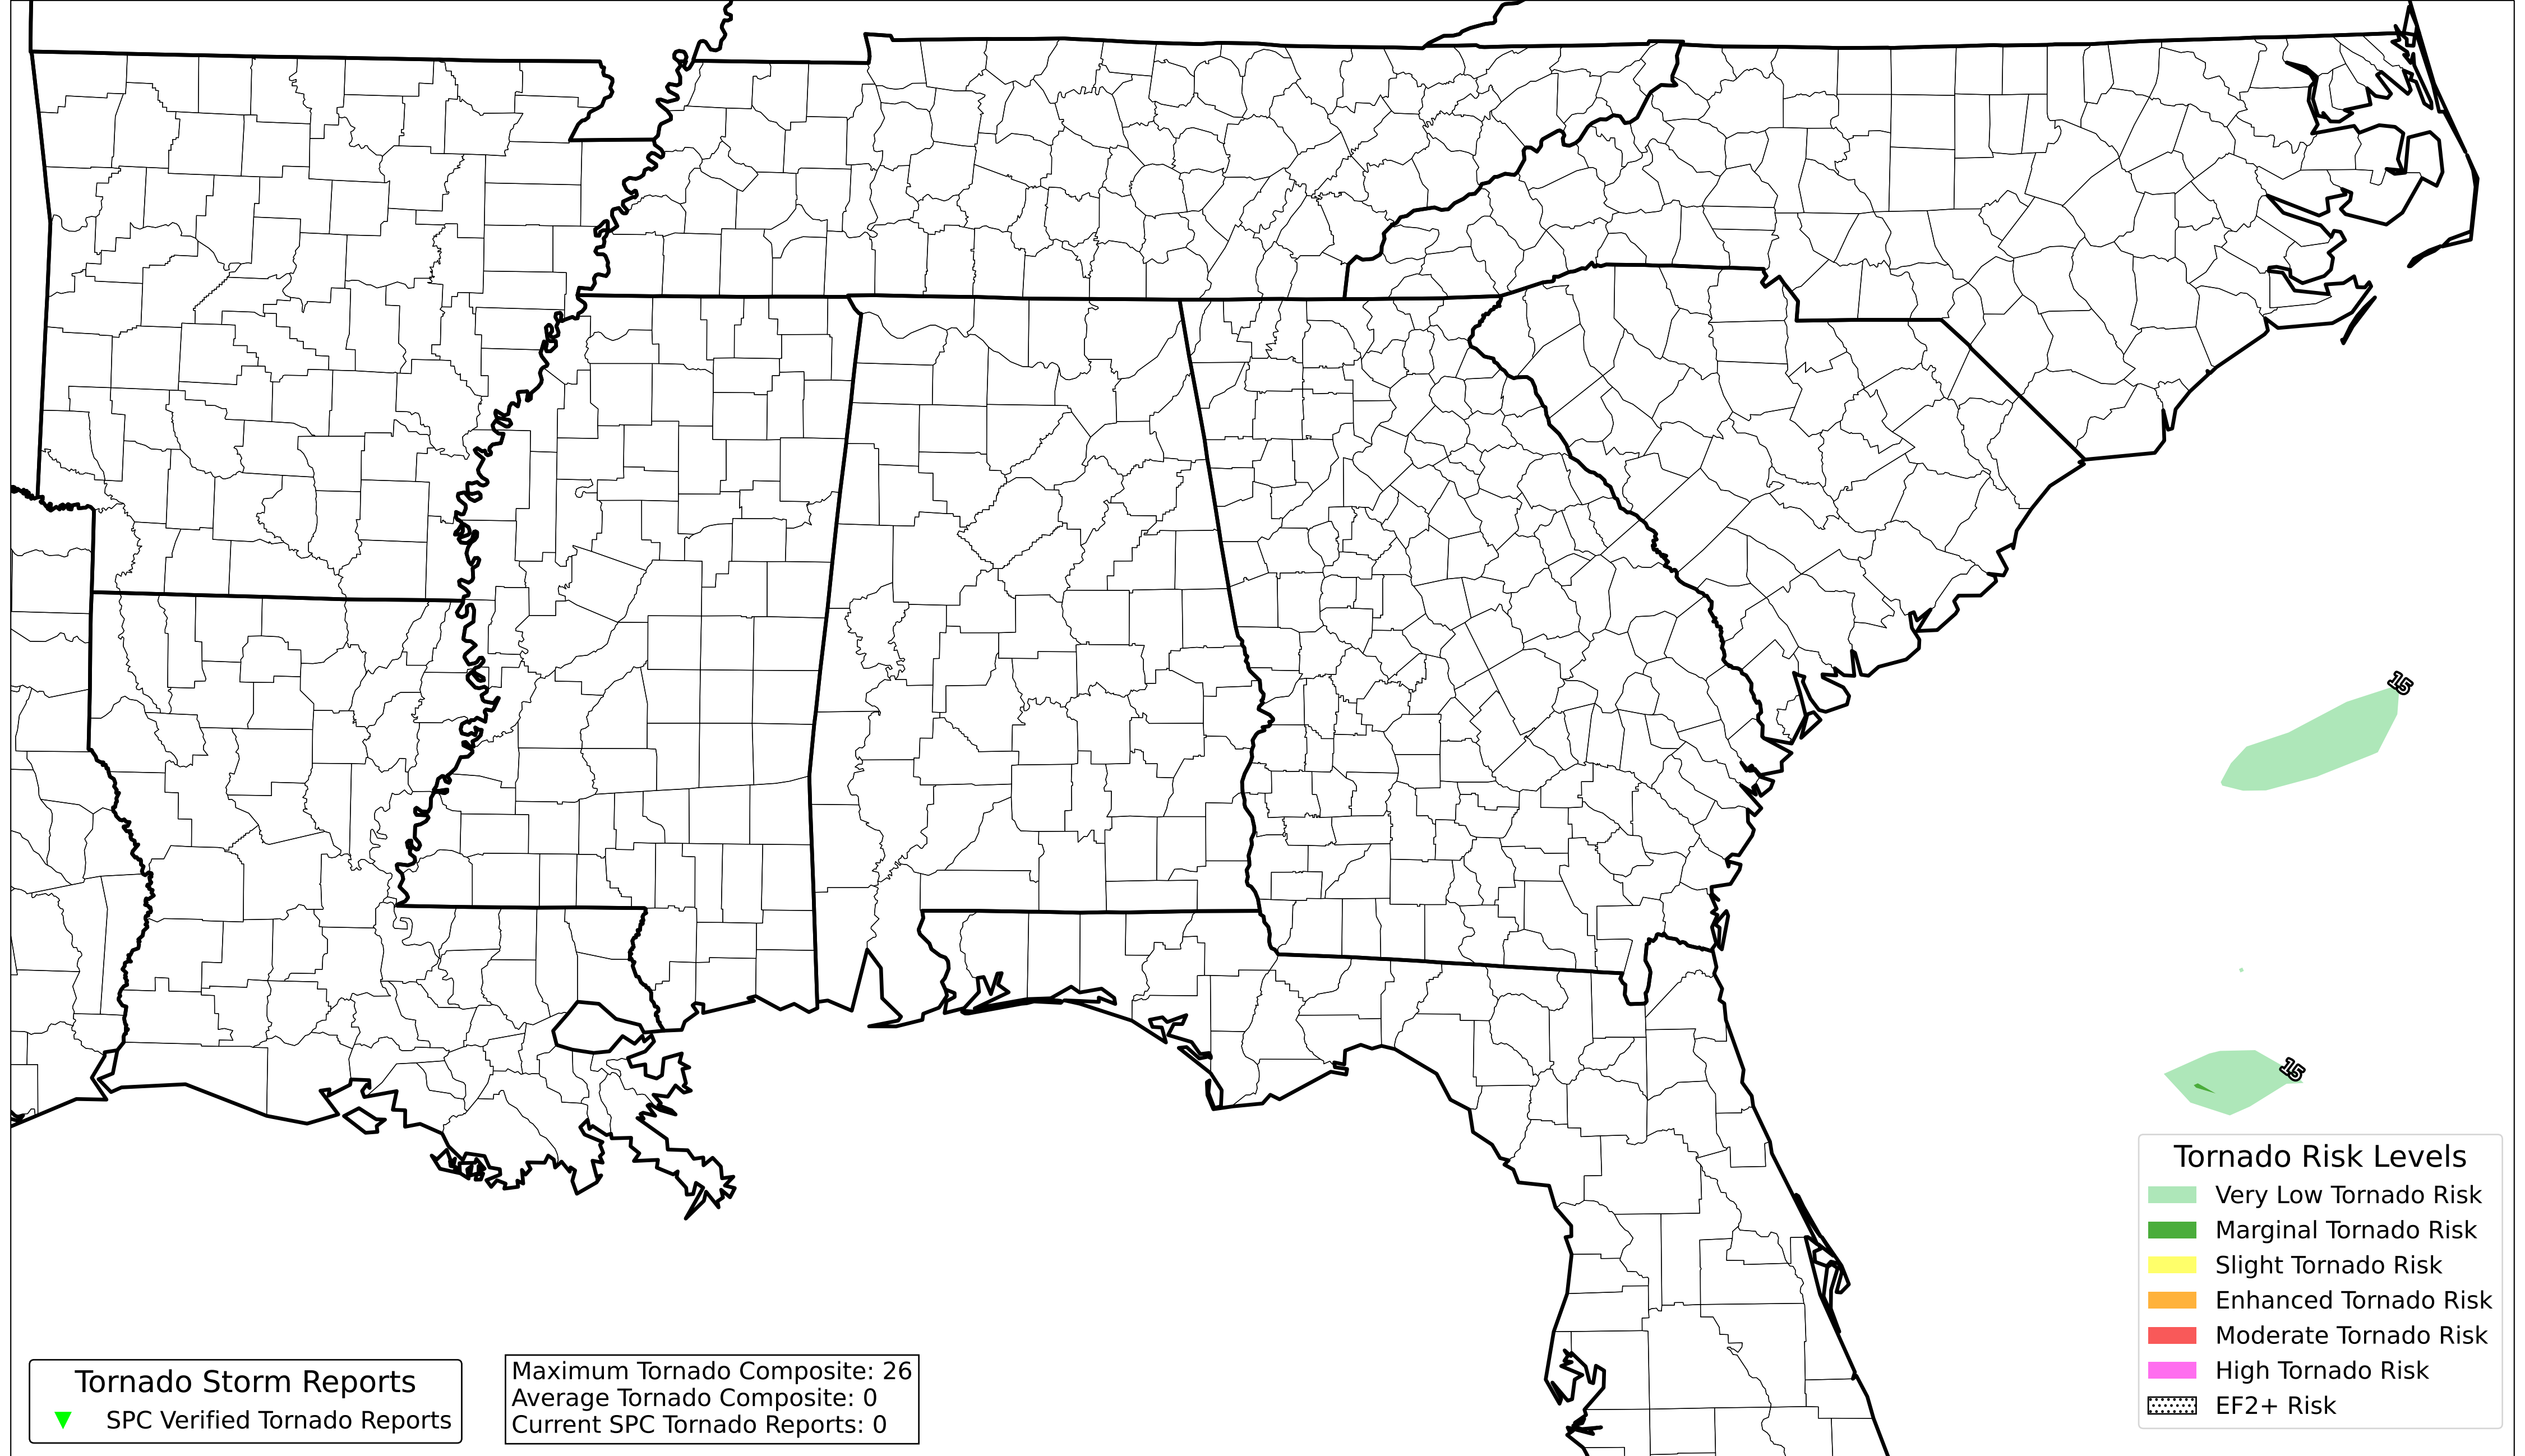 15
15
Tornado Risk Levels
Very Low Tornado Risk
Marginal Tornado Risk
Slight Tornado Risk
Enhanced Tornado Risk
Moderate Tornado Risk
High Tornado Risk
EF2+ Risk
Tornado Storm Reports
SPC Verified Tornado Reports
Maximum Tornado Composite: 26
Average Tornado Composite: 0
Current SPC Tornado Reports: 0